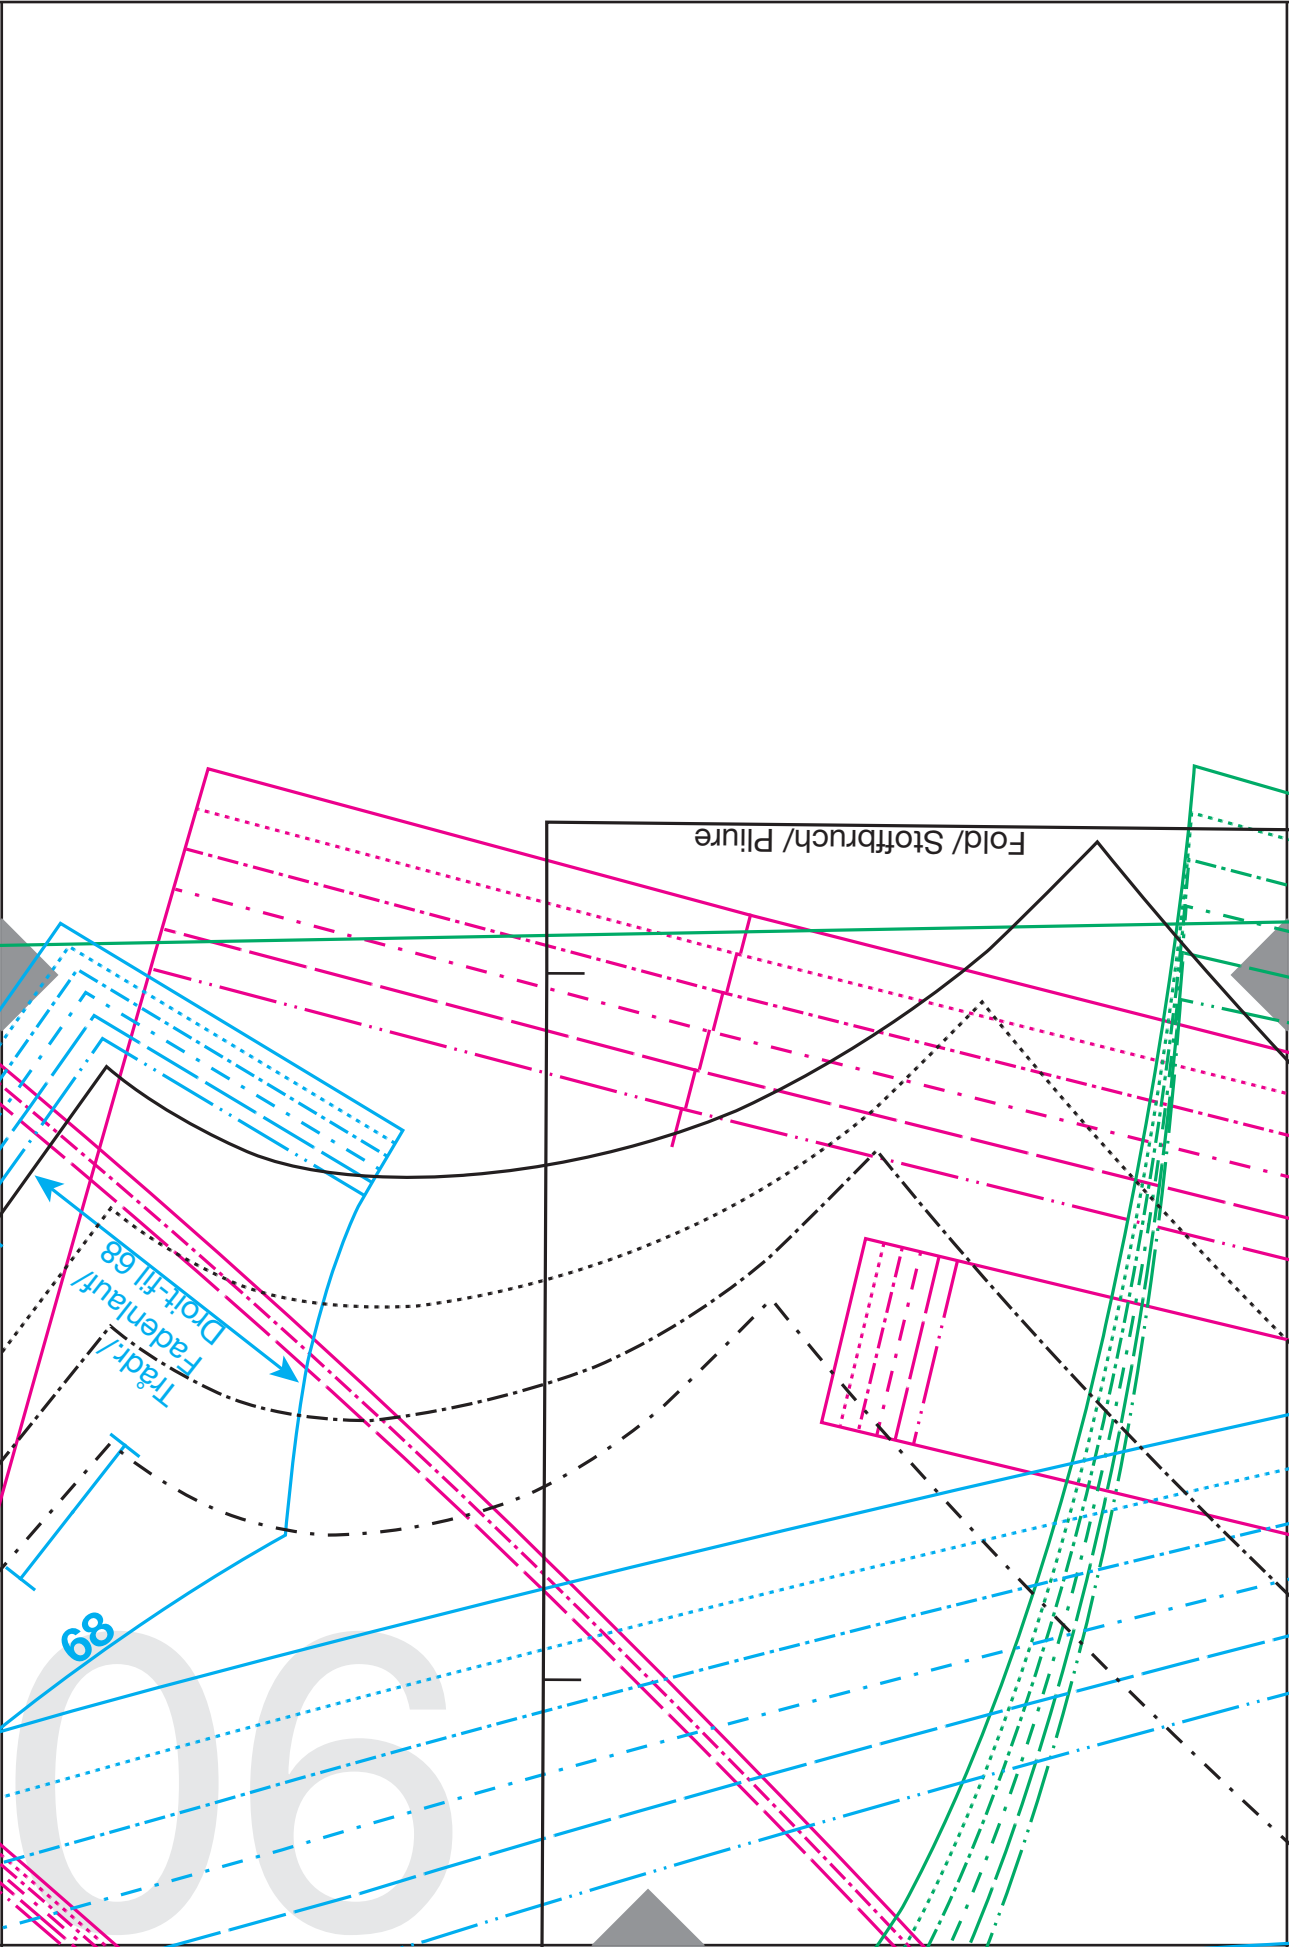 Fold/ Stoffbruch/ Pliure
Trådr./
Fadenlauf/
Droit-fil 68
68
06